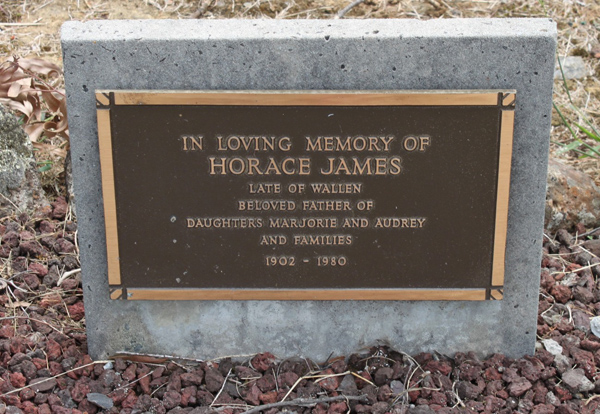 IN LOVING MEMORY OF
HORACE JAMES
LATE OF WALLEN
BELOVED FATHER OF
DAUGHTERS MARJORIE AND AUDREY
AND FAMILIES
1902 - 1980